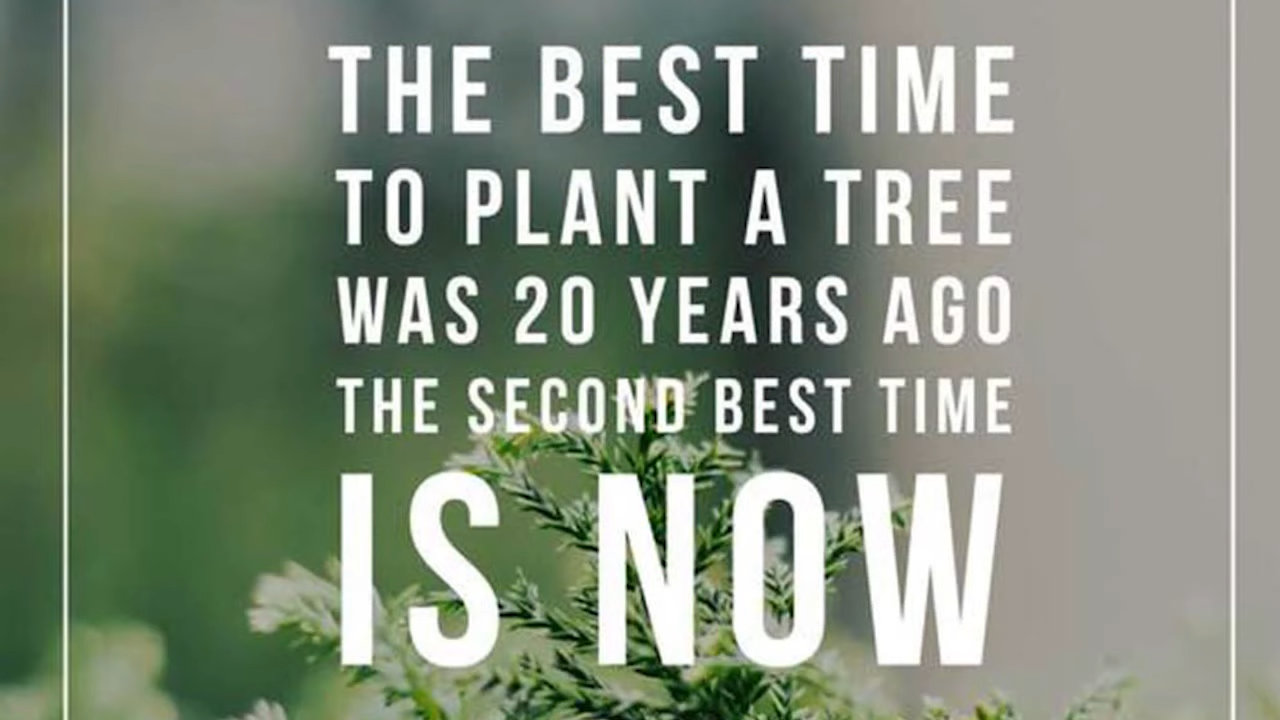 THE BEST TIME
TO PLANT A TREE
WAS 20 YEARS AGO
THE SECOND BEST TIME
IS NOW